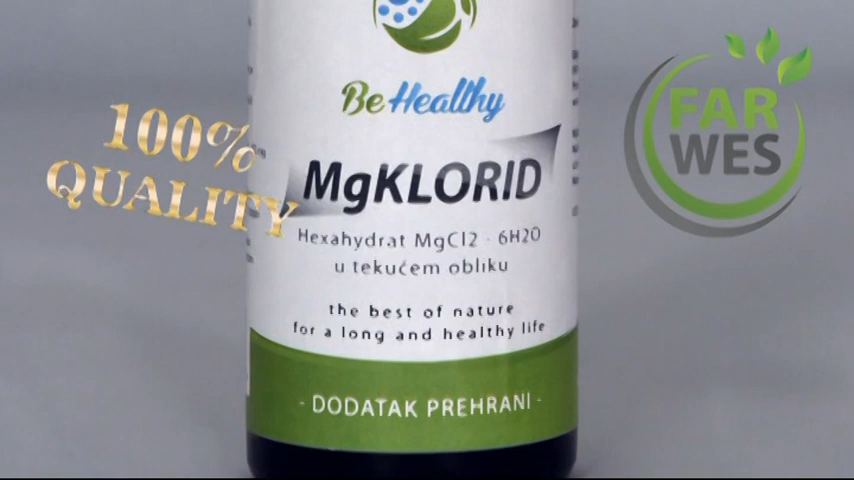 Be Healthy
100%
QUALITY
FAR
WES
MgKLORID
Hexahydrat MgCl2 · 6H2O
u tekućem obliku
the best of nature
for a long and healthy life
- DODATAK PREHRANI -